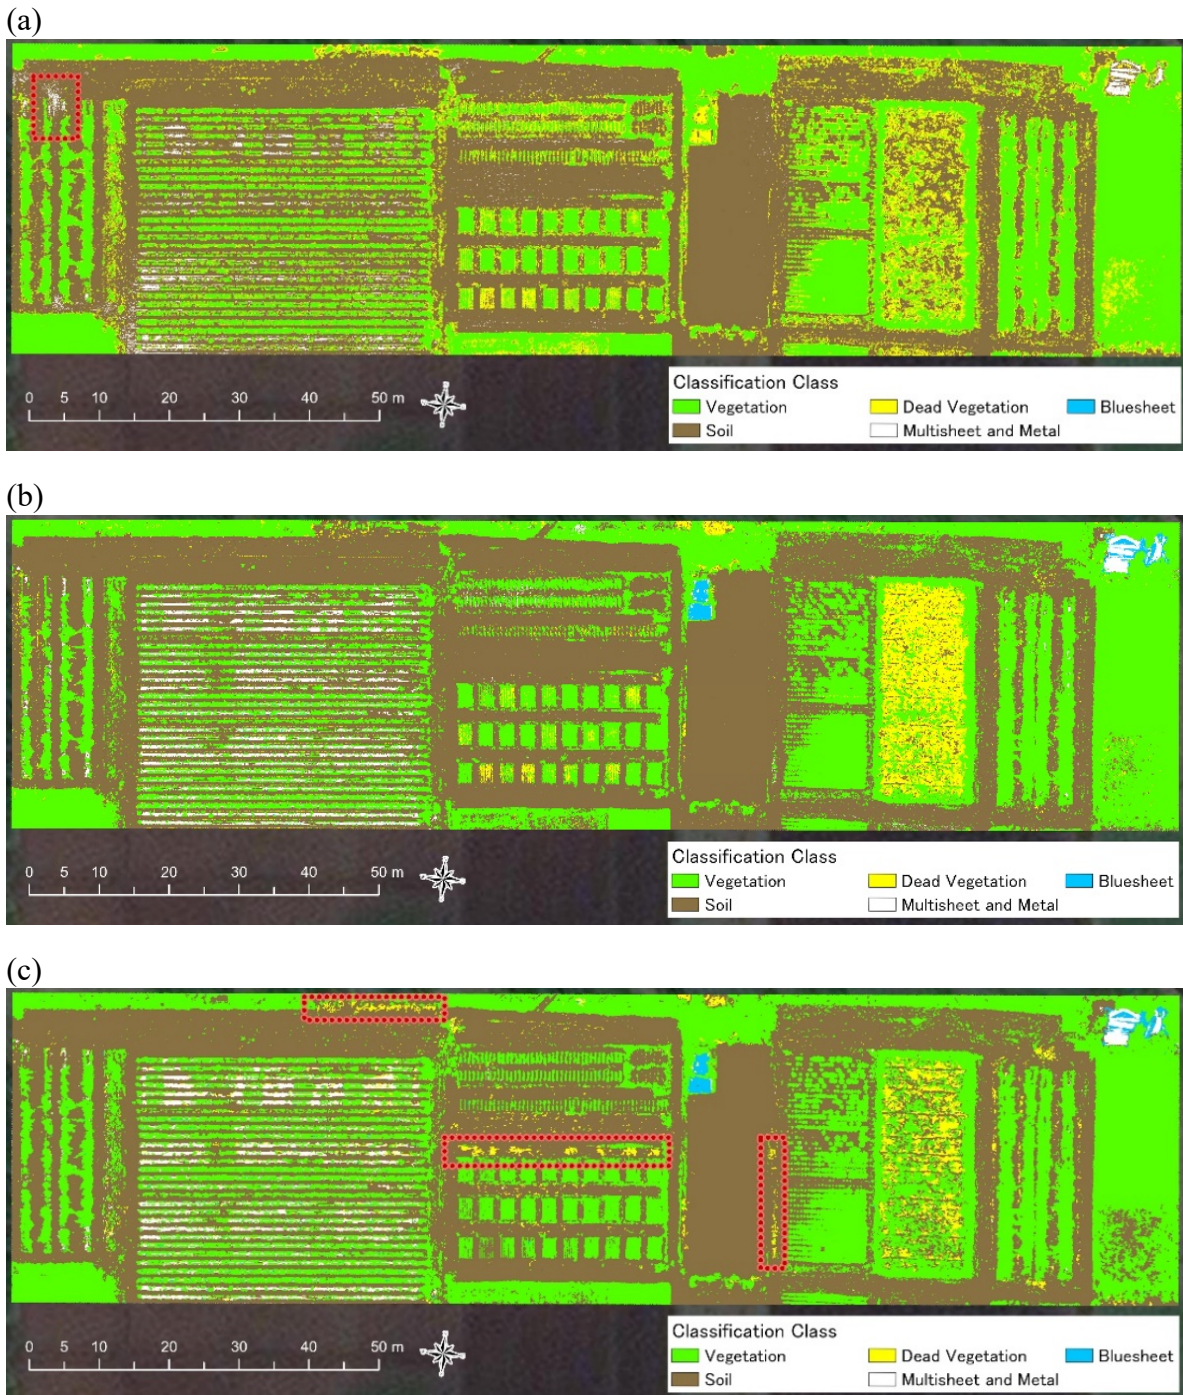 (a)
0 5 10 20 30 40 50 m
Classification Class
Vegetation Dead Vegetation Bluesheet
Soil Multisheet and Metal
(b)
0 5 10 20 30 40 50 m
Classification Class
Vegetation Dead Vegetation Bluesheet
Soil Multisheet and Metal
(c)
0 5 10 20 30 40 50 m
Classification Class
Vegetation Dead Vegetation Bluesheet
Soil Multisheet and Metal